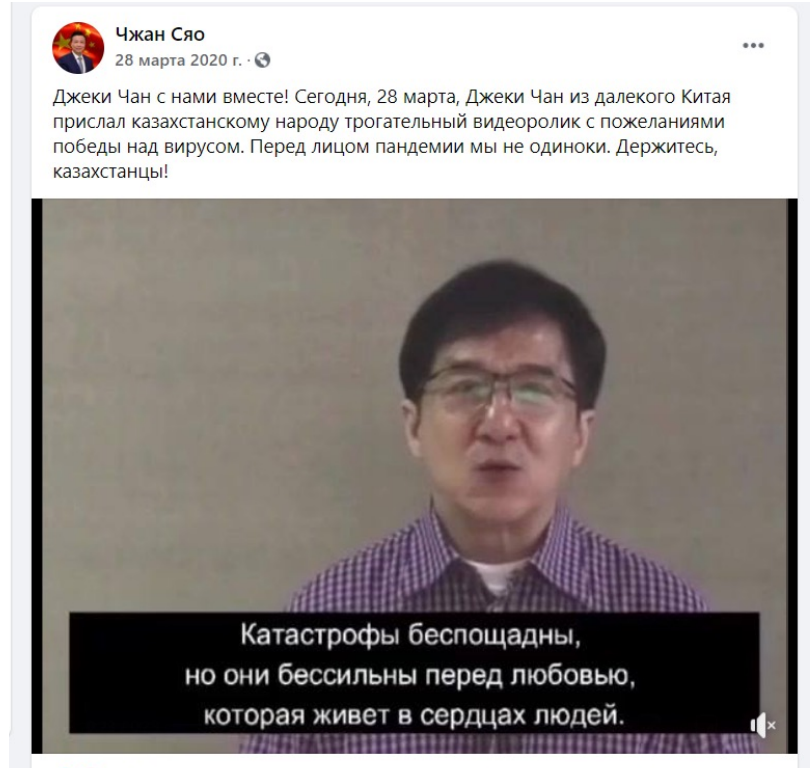 Чжан Сяо
28 марта 2020 г. ·
Джеки Чан с нами вместе! Сегодня, 28 марта, Джеки Чан из далекого Китая
прислал казахстанскому народу трогательный видеоролик с пожеланиями
победы над вирусом. Перед лицом пандемии мы не одиноки. Держитесь,
казахстанцы!
Катастрофы беспощадны,
но они бессильны перед любовью,
которая живет в сердцах людей.